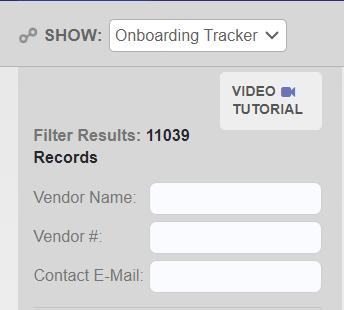 SHOW: Onboarding Tracker
VIDEO
TUTORIAL
Filter Results: 11039
Records
Vendor Name:
Vendor #:
Contact E-Mail: